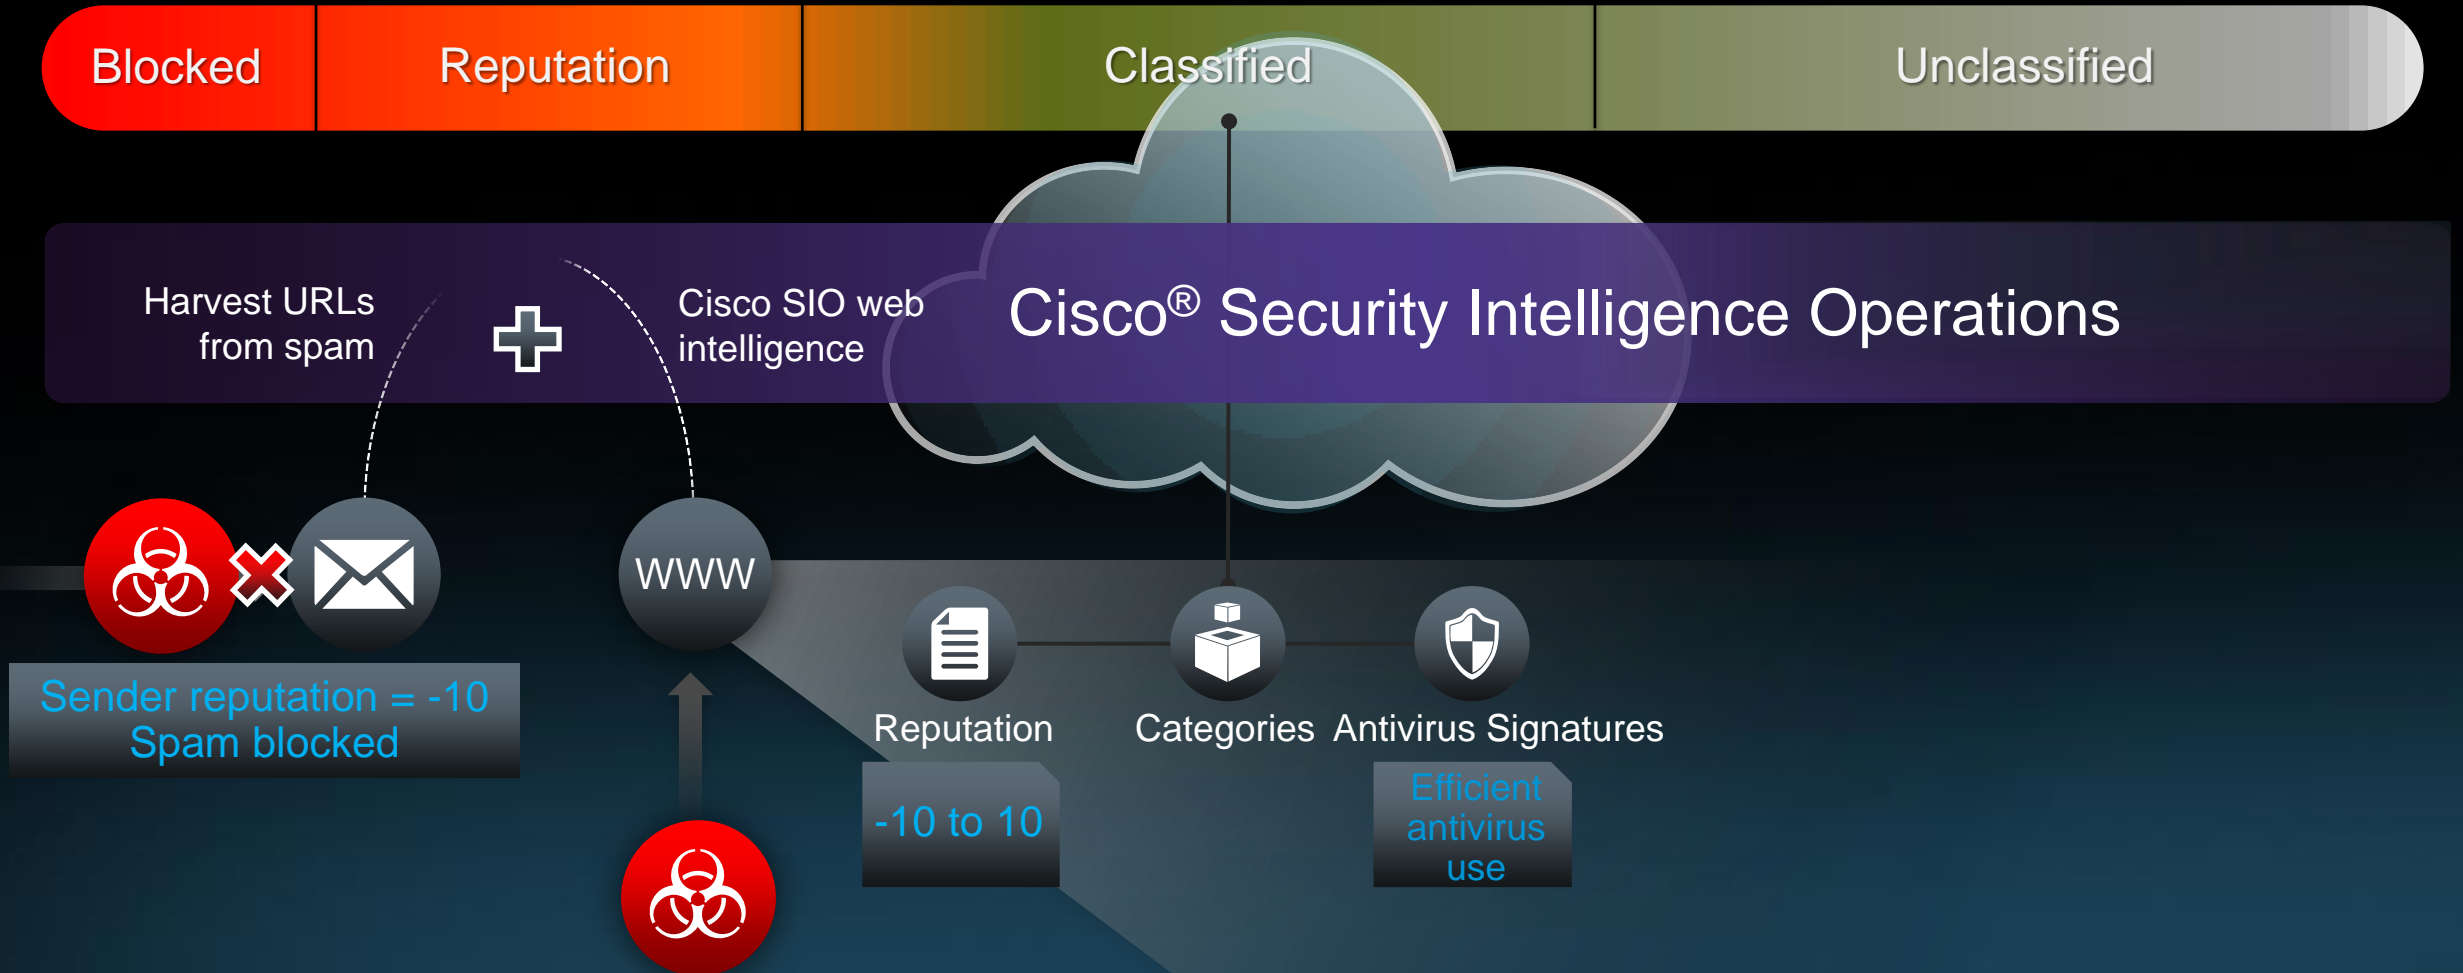 Blocked
Reputation
Classified
Unclassified
Harvest URLs
from spam
Cisco SIO web
intelligence
Cisco® Security Intelligence Operations
WWW
Sender reputation = -10
Spam blocked
Reputation
Categories
Antivirus Signatures
-10 to 10
Efficient
antivirus
use